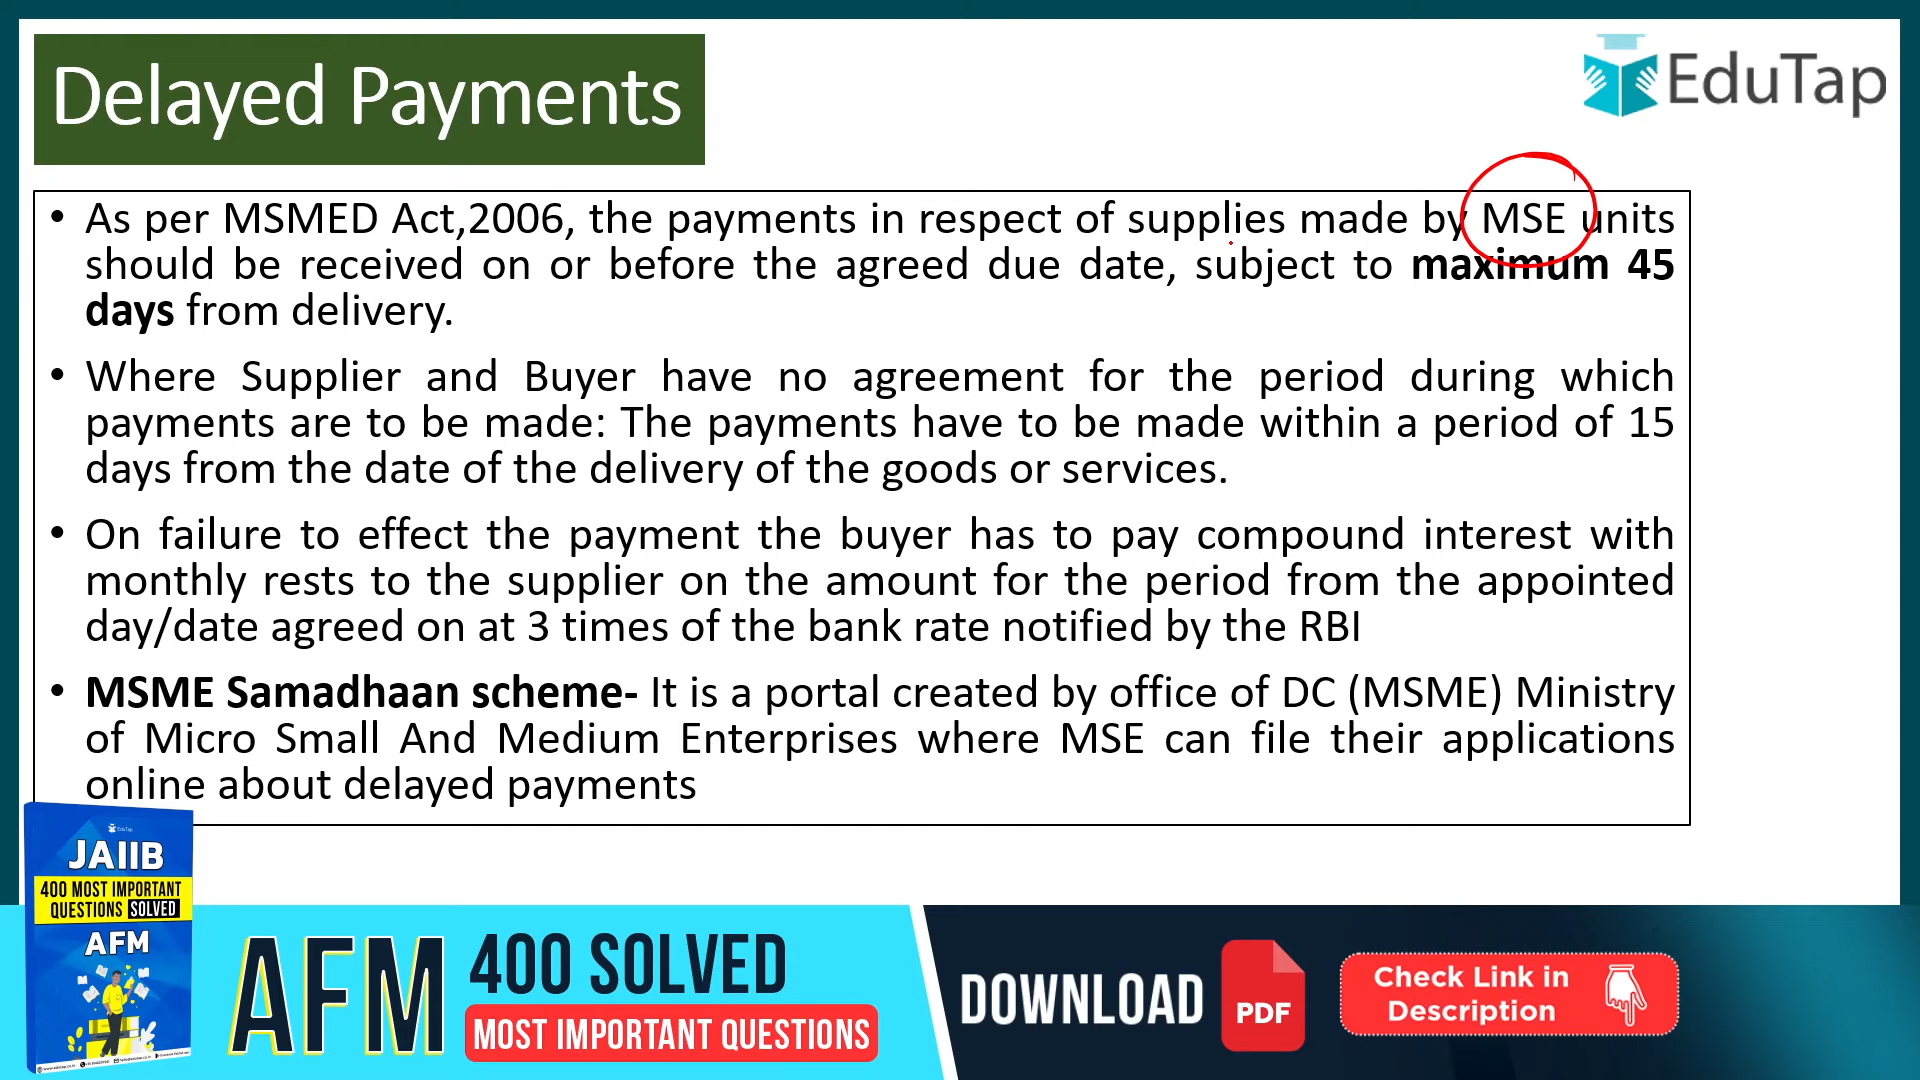 Delayed Payments
EduTap
• As per MSMED Act,2006, the payments in respect of supplies made by MSE units
should be received on or before the agreed due date, subject to maximum 45
days from delivery.
• Where Supplier and Buyer have no agreement for the period during which
payments are to be made: The payments have to be made within a period of 15
days from the date of the delivery of the goods or services.
• On failure to effect the payment the buyer has to pay compound interest with
monthly rests to the supplier on the amount for the period from the appointed
day/date agreed on at 3 times of the bank rate notified by the RBI
• MSME Samadhaan scheme- It is a portal created by office of DC (MSME) Ministry
of Micro Small And Medium Enterprises where MSE can file their applications
online about delayed payments
EduTap
JAIIB
400 MOST IMPORTANT
QUESTIONS SOLVED
AFM
AFM
400 SOLVED
MOST IMPORTANT QUESTIONS
DOWNLOAD
PDF
Check Link in
Description